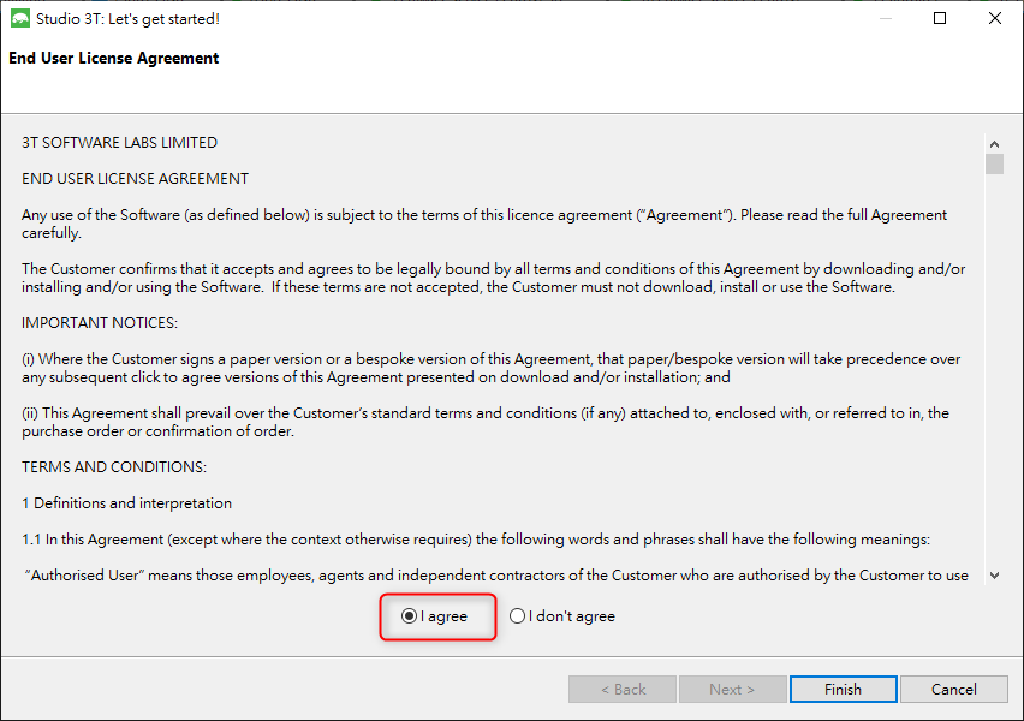 Studio 3T: Let's get started!
End User License Agreement
3T SOFTWARE LABS LIMITED
END USER LICENSE AGREEMENT
Any use of the Software (as defined below) is subject to the terms of this licence agreement (“Agreement”). Please read the full Agreement
carefully.
The Customer confirms that it accepts and agrees to be legally bound by all terms and conditions of this Agreement by downloading and/or
installing and/or using the Software.  If these terms are not accepted, the Customer must not download, install or use the Software.
IMPORTANT NOTICES:
(i) Where the Customer signs a paper version or a bespoke version of this Agreement, that paper/bespoke version will take precedence over
any subsequent click to agree versions of this Agreement presented on download and/or installation; and
(ii) This Agreement shall prevail over the Customer’s standard terms and conditions (if any) attached to, enclosed with, or referred to in, the
purchase order or confirmation of order.
TERMS AND CONDITIONS:
1 Definitions and interpretation
1.1 In this Agreement (except where the context otherwise requires) the following words and phrases shall have the following meanings:
“Authorised User” means those employees, agents and independent contractors of the Customer who are authorised by the Customer to use
I agree I don't agree
< Back Next > Finish Cancel